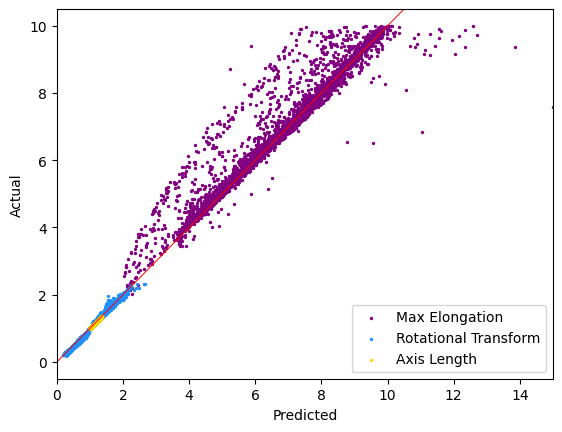 10
8
6
4
2
0
Actual
Max Elongation
Rotational Transform
Axis Length
0 2 4 6 8 10 12 14
Predicted